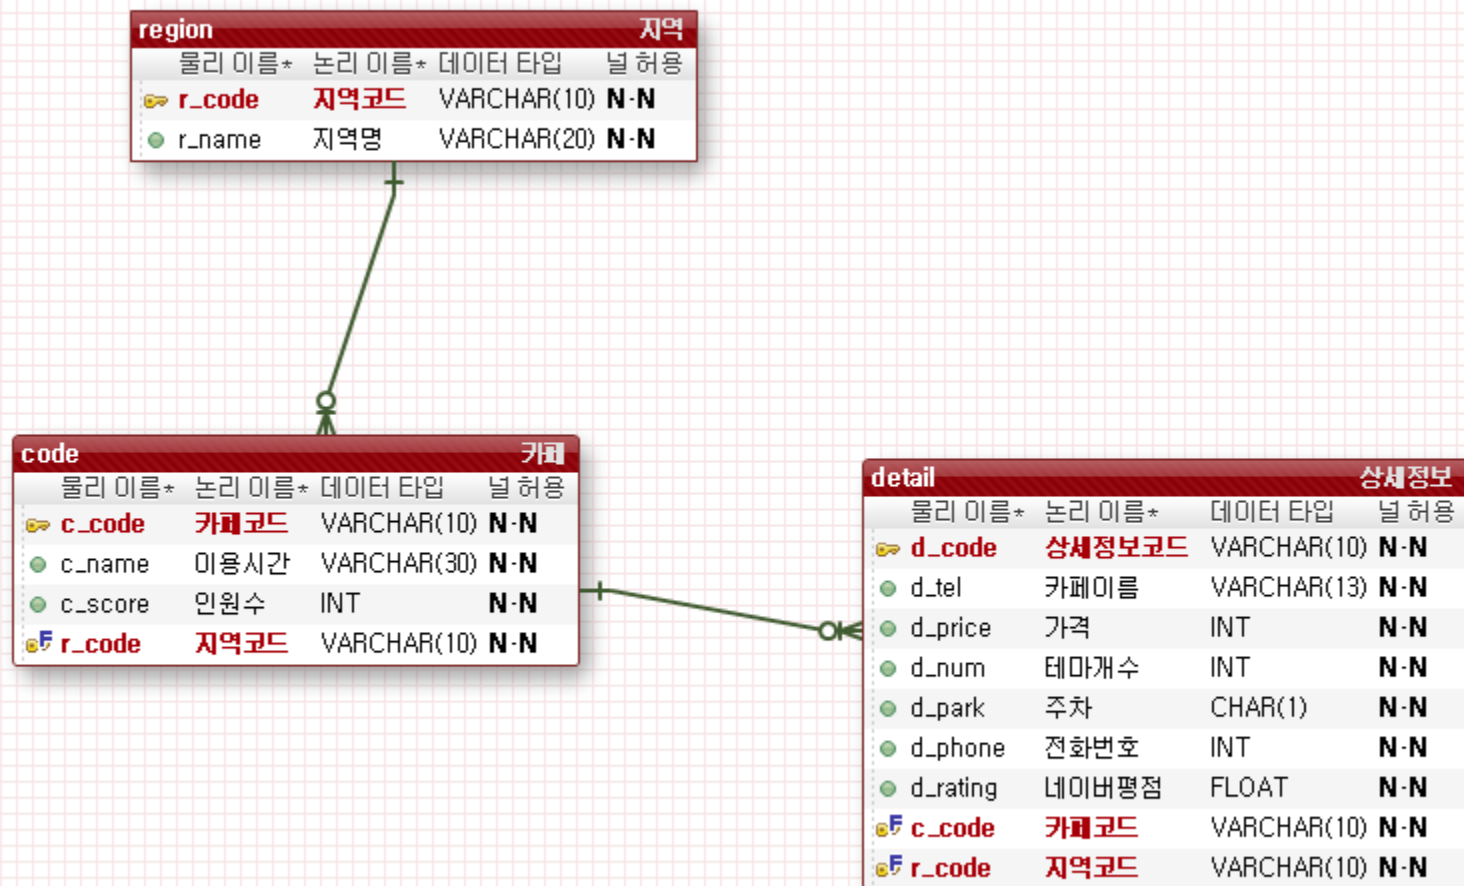 region 지역
물리 이름* 논리 이름* 데이터 타입 널 허용
r_code 지역코드 VARCHAR(10) N-N
r_name 지역명 VARCHAR(20) N-N
code 카페
물리 이름* 논리 이름* 데이터 타입 널 허용
c_code 카페코드 VARCHAR(10) N-N
c_name 이용시간 VARCHAR(30) N-N
c_score 인원수 INT N-N
F r_code 지역코드 VARCHAR(10) N-N
detail 상세정보
물리 이름* 논리 이름* 데이터 타입 널 허용
d_code 상세정보코드 VARCHAR(10) N-N
d_tel 카페이름 VARCHAR(13) N-N
d_price 가격 INT N-N
d_num 테마개수 INT N-N
d_park 주차 CHAR(1) N-N
d_phone 전화번호 INT N-N
d_rating 네이버평점 FLOAT N-N
F c_code 카페코드 VARCHAR(10) N-N
F r_code 지역코드 VARCHAR(10) N-N